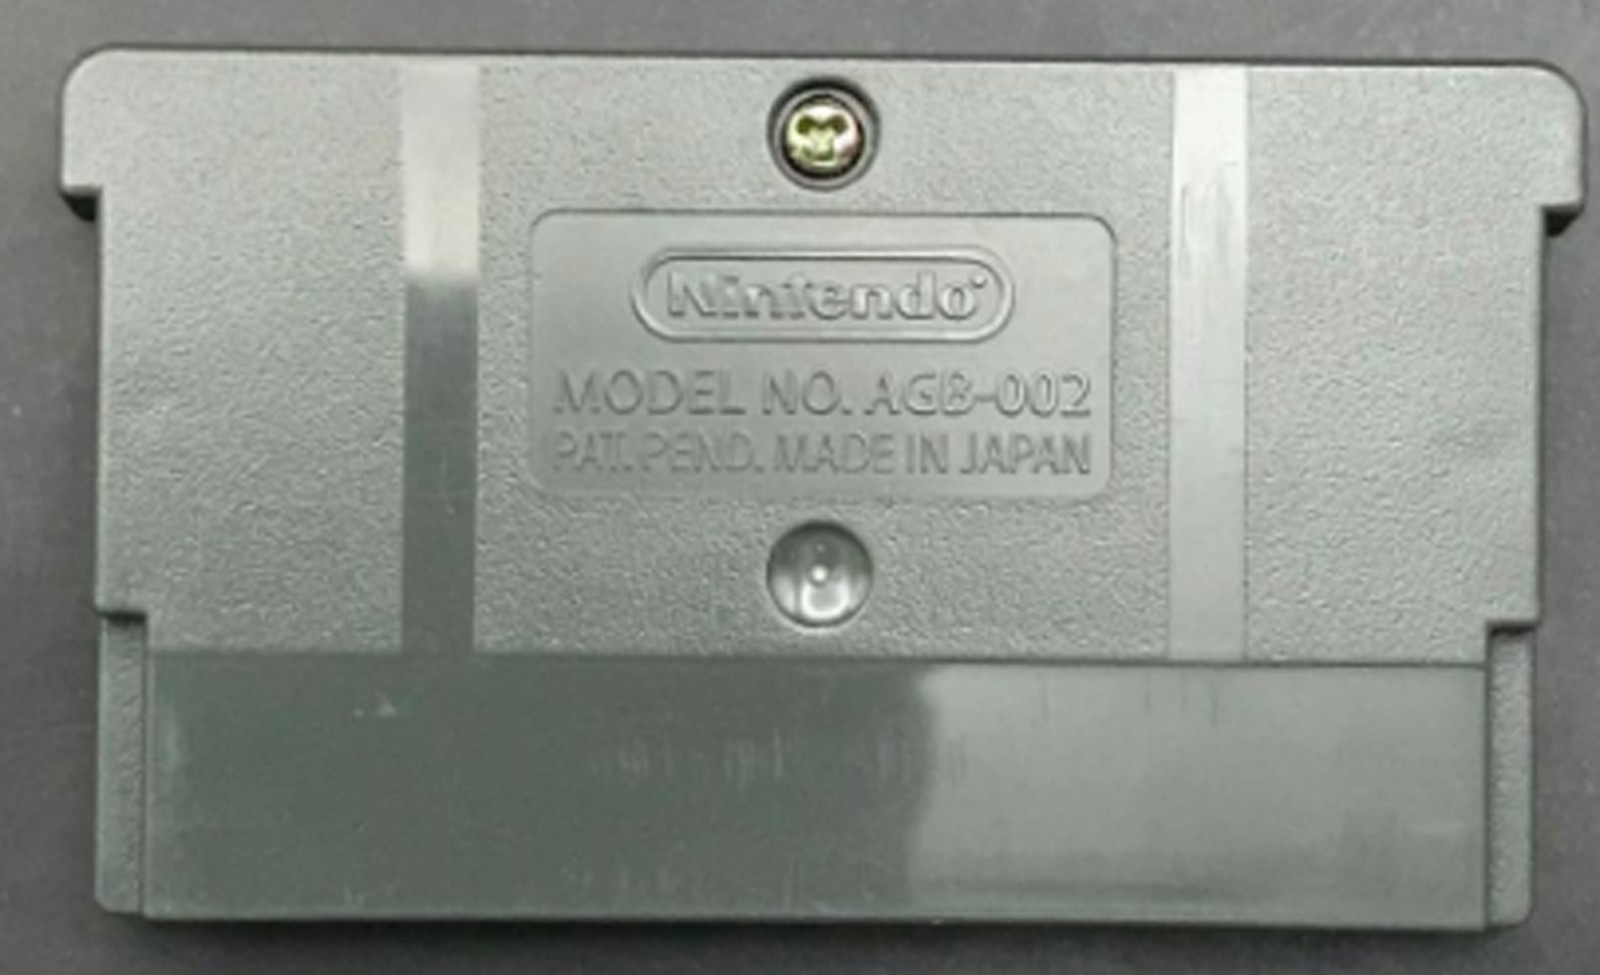 Nintendo®
MODEL NO. AGB-002
PAT. PEND. MADE IN JAPAN